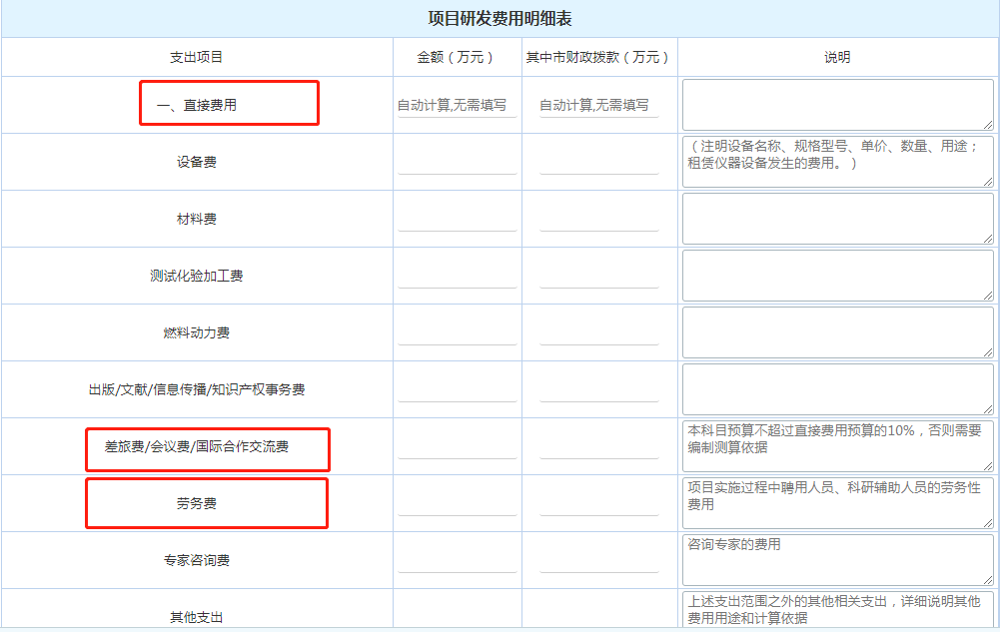 项目研发费用明细表
支出项目 金额（万元） 其中市财政拨款（万元） 说明
一、直接费用 自动计算,无需填写 自动计算,无需填写
设备费 （注明设备名称、规格型号、单价、数量、用途；
租赁仪器设备发生的费用。）
材料费
测试化验加工费
燃料动力费
出版/文献/信息传播/知识产权事务费
差旅费/会议费/国际合作交流费 本科目预算不超过直接费用预算的10%，否则需要
编制测算依据
劳务费 项目实施过程中聘用人员、科研辅助人员的劳务性
费用
专家咨询费 咨询专家的费用
其他支出 上述支出范围之外的其他相关支出，详细说明其他
费用用途和计算依据